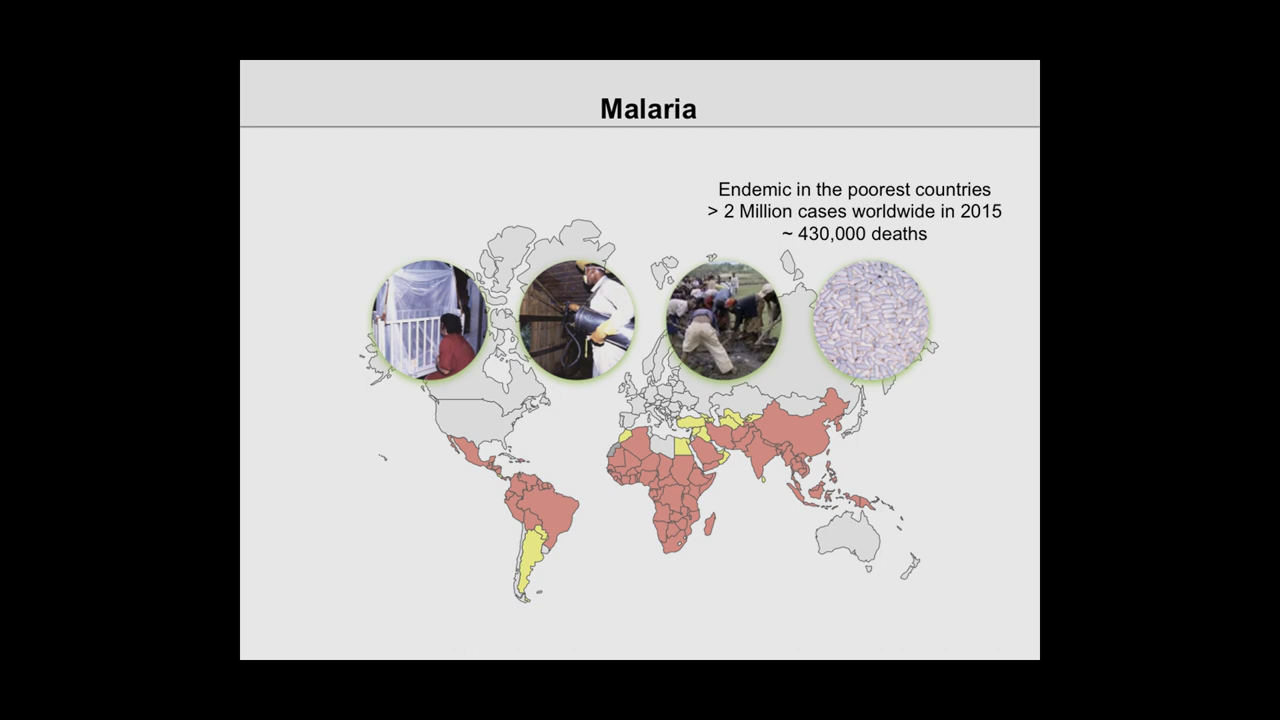 Malaria
Endemic in the poorest countries
> 2 Million cases worldwide in 2015
~ 430,000 deaths